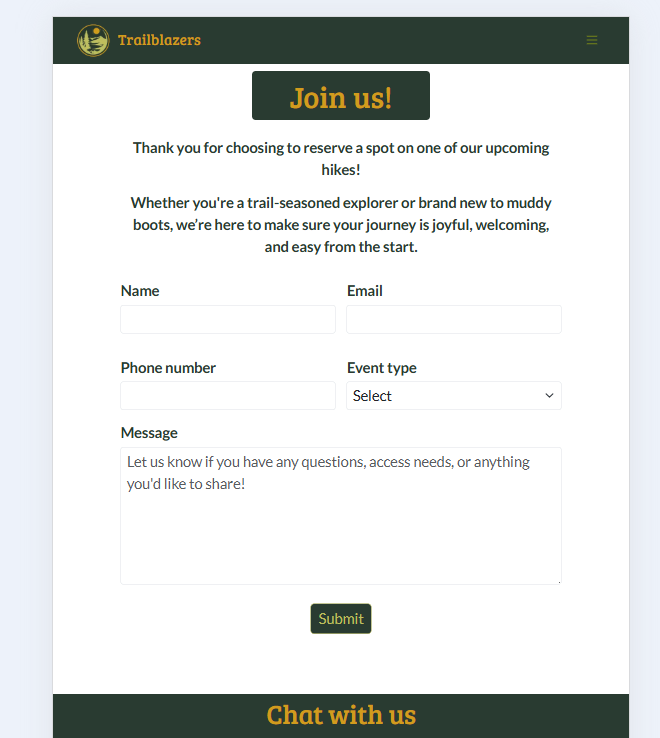 Trailblazers
Join us!
Thank you for choosing to reserve a spot on one of our upcoming
hikes!
Whether you're a trail-seasoned explorer or brand new to muddy
boots, we’re here to make sure your journey is joyful, welcoming,
and easy from the start.
Name
Email
Phone number
Event type
Select
Message
Let us know if you have any questions, access needs, or anything
you'd like to share!
Submit
Chat with us